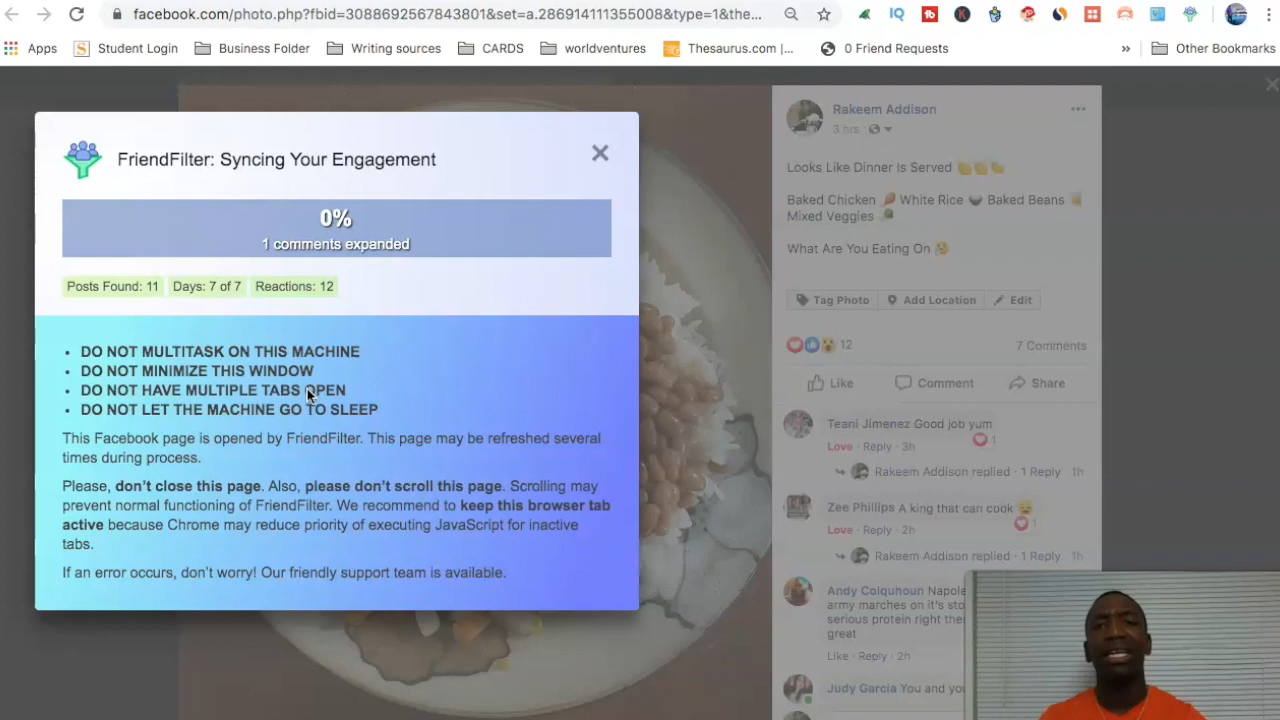 facebook.com/photo.php?fbid=3088692567843801&set=a.286914111355008&type=1&the...
Apps
Student Login
Business Folder
Writing sources
CARDS
worldventures
Thesaurus.com |...
0 Friend Requests
»
Other Bookmarks
FriendFilter: Syncing Your Engagement
0%
1 comments expanded
Posts Found: 11
Days: 7 of 7
Reactions: 12
• DO NOT MULTITASK ON THIS MACHINE
• DO NOT MINIMIZE THIS WINDOW
• DO NOT HAVE MULTIPLE TABS OPEN
• DO NOT LET THE MACHINE GO TO SLEEP
This Facebook page is opened by FriendFilter. This page may be refreshed several
times during process.
Please, don't close this page. Also, please don't scroll this page. Scrolling may
prevent normal functioning of FriendFilter. We recommend to keep this browser tab
active because Chrome may reduce priority of executing JavaScript for inactive
tabs.
If an error occurs, don't worry! Our friendly support team is available.
Rakeem Addison
3 hrs
Looks Like Dinner Is Served
Baked Chicken White Rice Baked Beans
Mixed Veggies
What Are You Eating On
Tag Photo
Add Location
Edit
12
7 Comments
Like
Comment
Share
Teani Jimenez Good job yum
1
Love · Reply · 3h
Rakeem Addison replied · 1 Reply 1h
Zee Phillips A king that can cook
1
Love · Reply · 2h
Rakeem Addison replied · 1 Reply 1h
Andy Colquhoun Napole
army marches on it's sto
serious protein right the
great
Like · Reply · 2h
Judy Garcia You and you